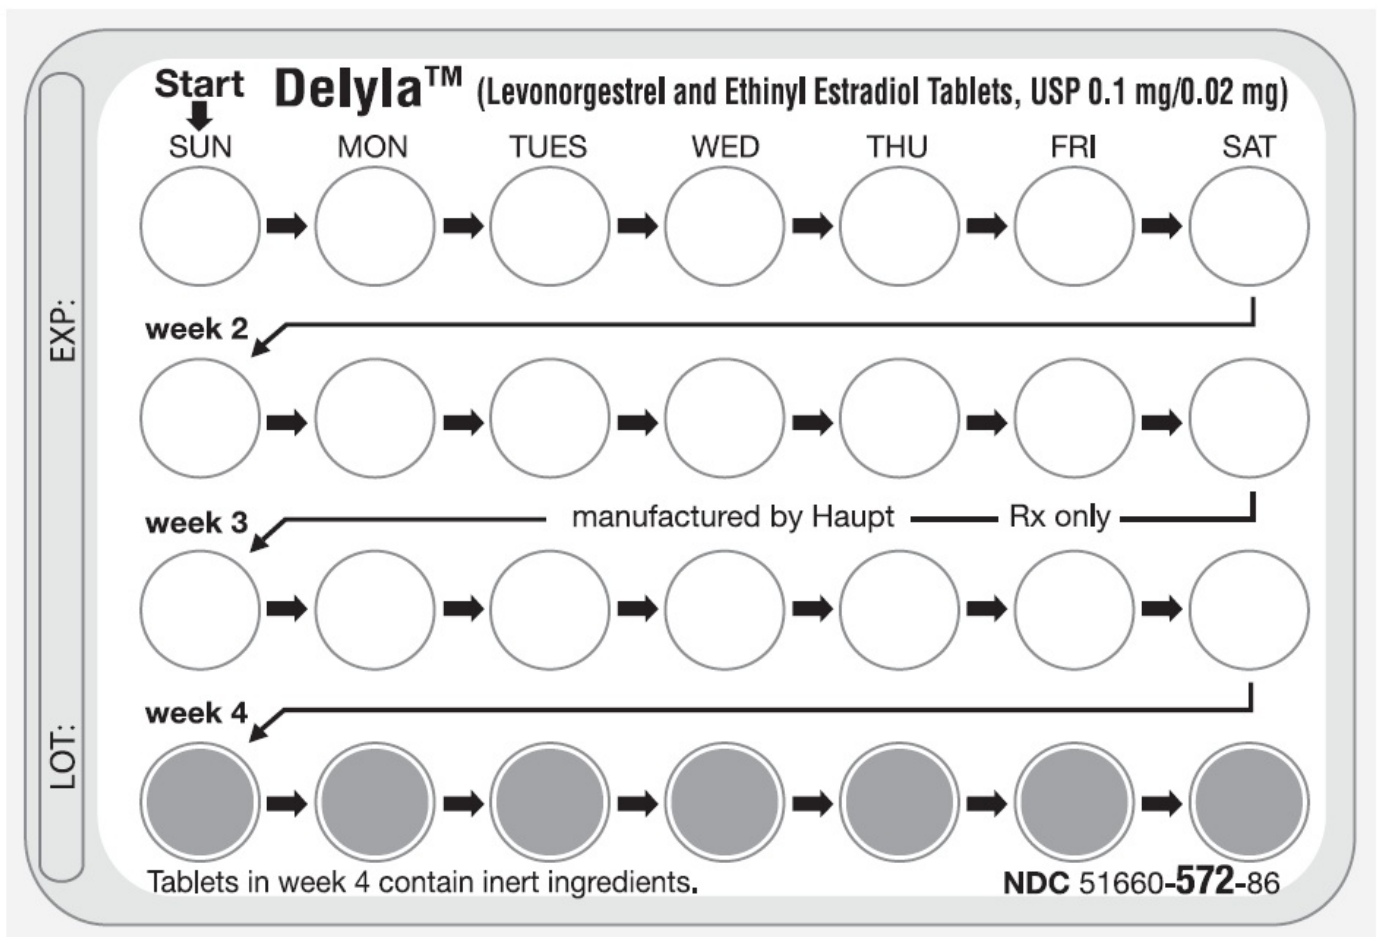 Start Delyla™ (Levonorgestrel and Ethinyl Estradiol Tablets, USP 0.1 mg/0.02 mg)
SUN MON TUES WED THU FRI SAT
week 2
week 3 manufactured by Haupt Rx only
week 4
Tablets in week 4 contain inert ingredients. NDC 51660-572-86
EXP:
LOT: